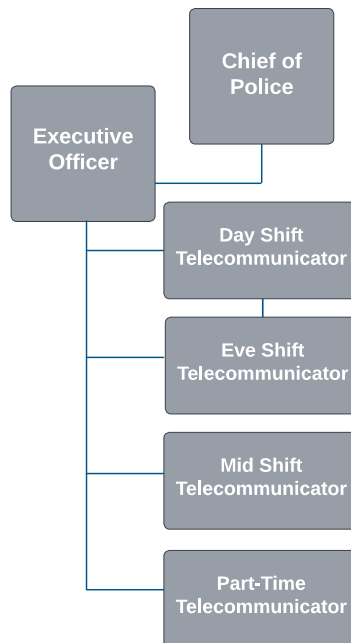 Chief of
Police
Executive
Officer
Day Shift
Telecommunicator
Eve Shift
Telecommunicator
Mid Shift
Telecommunicator
Part-Time
Telecommunicator